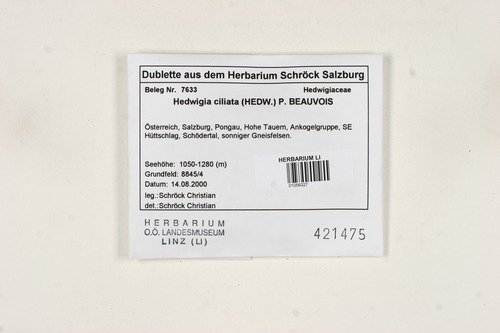 Dublette aus dem Herbarium Schröck Salzburg
Beleg Nr. 7633 Hedwigiaceae
Hedwigia ciliata (HEDW.) P. BEAUVOIS
Österreich, Salzburg, Pongau, Hohe Tauern, Ankogelgruppe, SE
Hüttschlag, Schödertal, sonniger Gneisfelsen.
Seehöhe: 1050-1280 (m)
Grundfeld: 8845/4
Datum: 14.08.2000
leg.:Schröck Christian
det.:Schröck Christian
HERBARIUM LI
01056327
HERBARIUM
O.Ö. LANDESMUSEUM
LINZ (LI)
421475